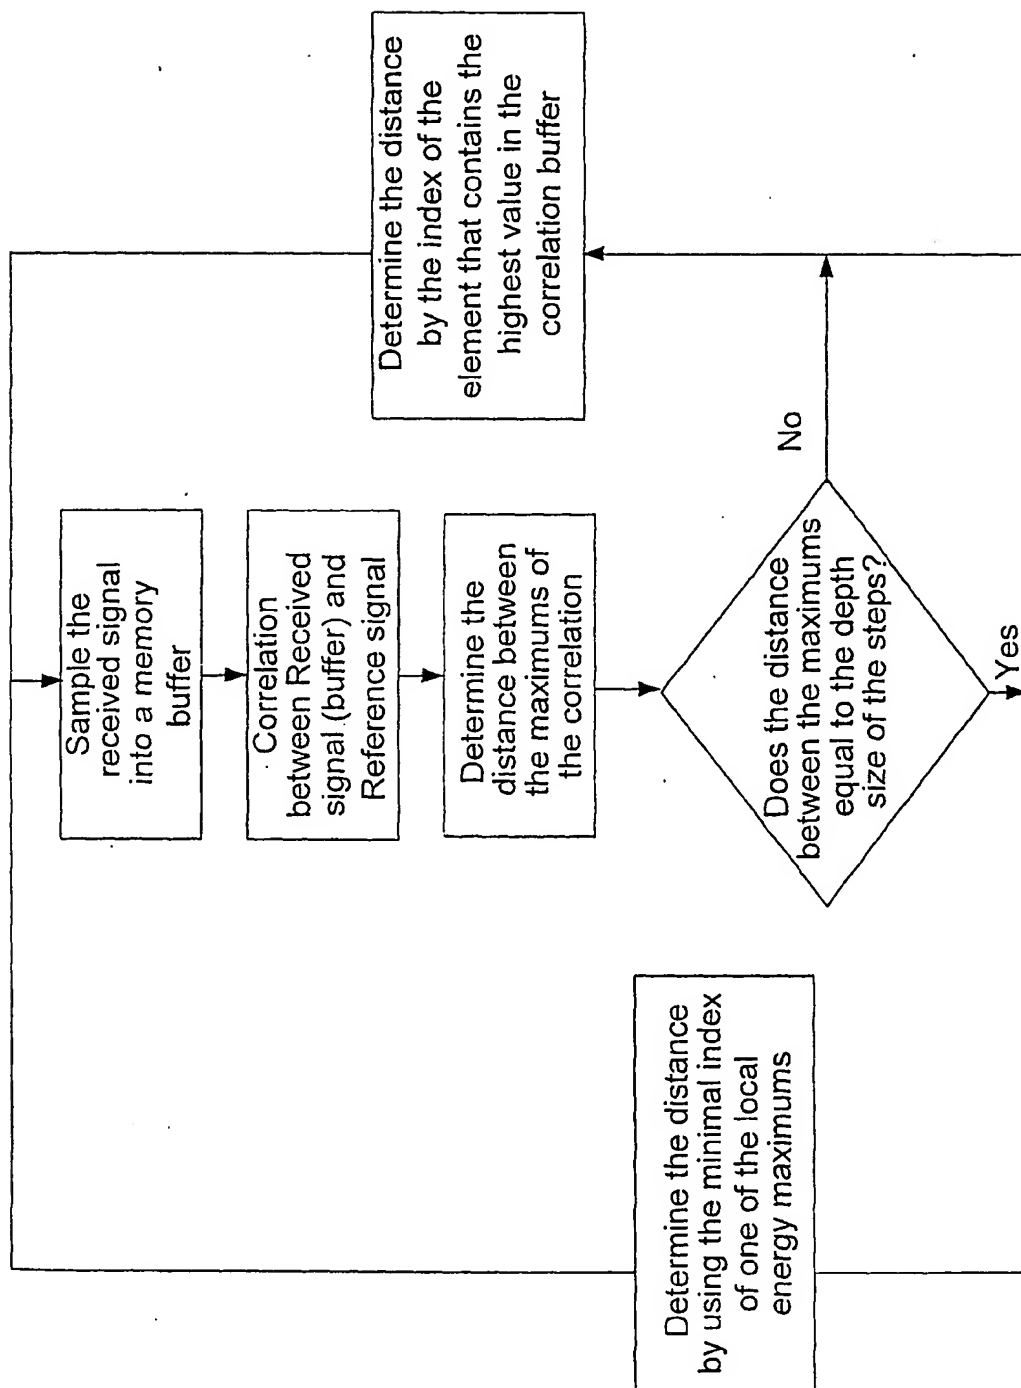 Sample the
received signal
into a memory
buffer
Correlation
between Received
signal (buffer) and
Reference signal
Determine the
distance between
the maximums of
the correlation
Does the distance
between the maximums
equal to the depth
size of the steps?
No
Yes
Determine the distance
by the index of the
element that contains the
highest value in the
correlation buffer
Determine the distance
by using the minimal index
of one of the local
energy maximums